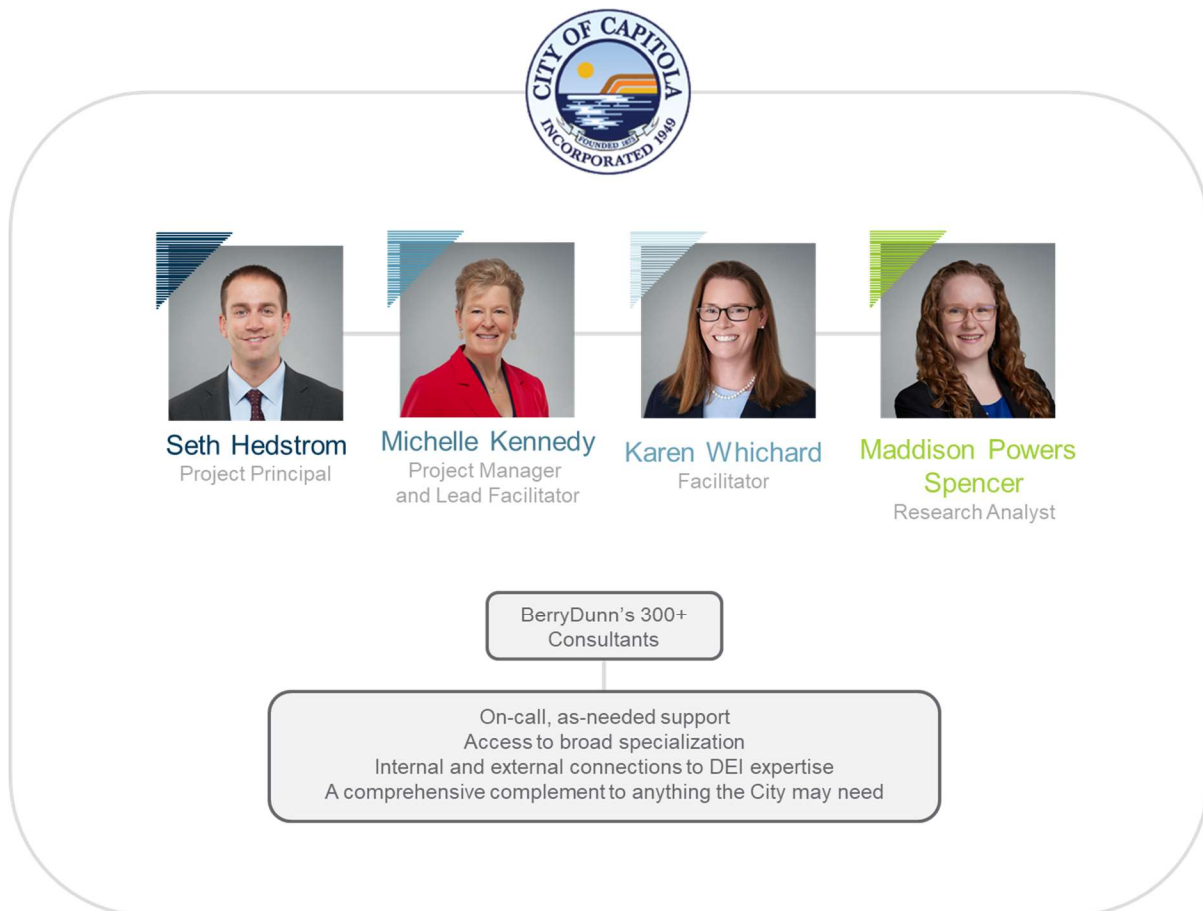 CITY OF CAPITOLA
FOUNDED 1875
INCORPORATED 1949
Seth Hedstrom
Project Principal
Michelle Kennedy
Project Manager
and Lead Facilitator
Karen Whichard
Facilitator
Maddison Powers
Spencer
Research Analyst
BerryDunn's 300+
Consultants
On-call, as-needed support
Access to broad specialization
Internal and external connections to DEI expertise
A comprehensive complement to anything the City may need